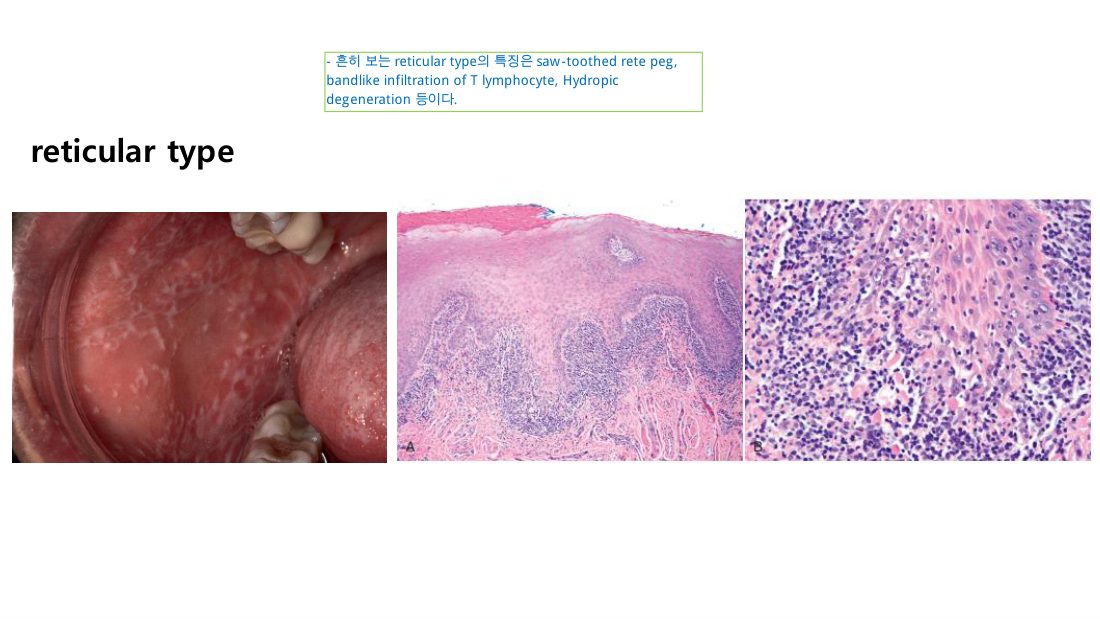 - 흔히 보는 reticular type의 특징은 saw-toothed rete peg,
bandlike infiltration of T lymphocyte, Hydropic
degeneration 등이다.
reticular type
A
B